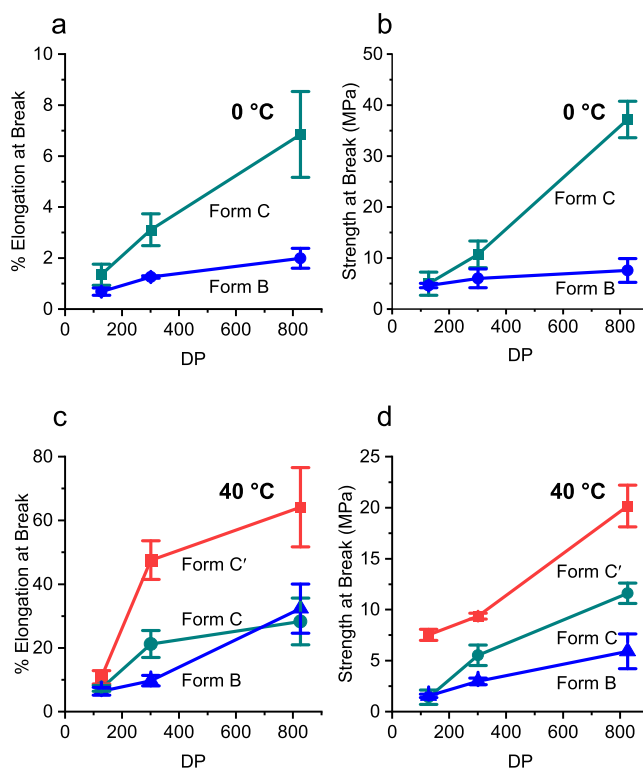 a
10
8
6
4
2
0
% Elongation at Break
0 °C
Form C
Form B
0 200 400 600 800
DP
b
50
40
30
20
10
0
Strength at Break (MPa)
0 °C
Form C
Form B
0 200 400 600 800
DP
c
80
60
40
20
0
% Elongation at Break
40 °C
Form C′
Form C
Form B
0 200 400 600 800
DP
d
25
20
15
10
5
0
Strength at Break (MPa)
40 °C
Form C′
Form C
Form B
0 200 400 600 800
DP